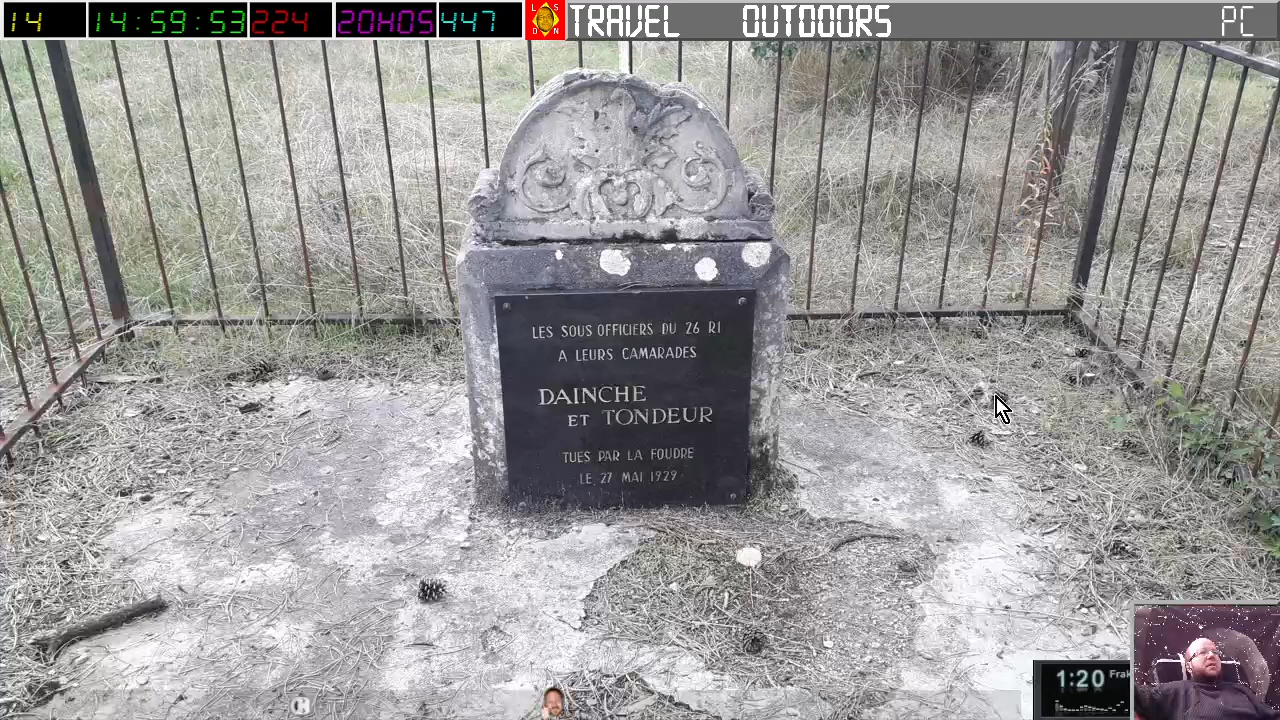 14 14:59:53 224 20H05 447 TRAVEL OUTDOORS PC
LES SOUS OFFICIERS DU 26 RI
A LEURS CAMARADES
DAINCHE
ET TONDEUR
TUES PAR LA FOUDRE
LE 27 MAI 1929
1:20